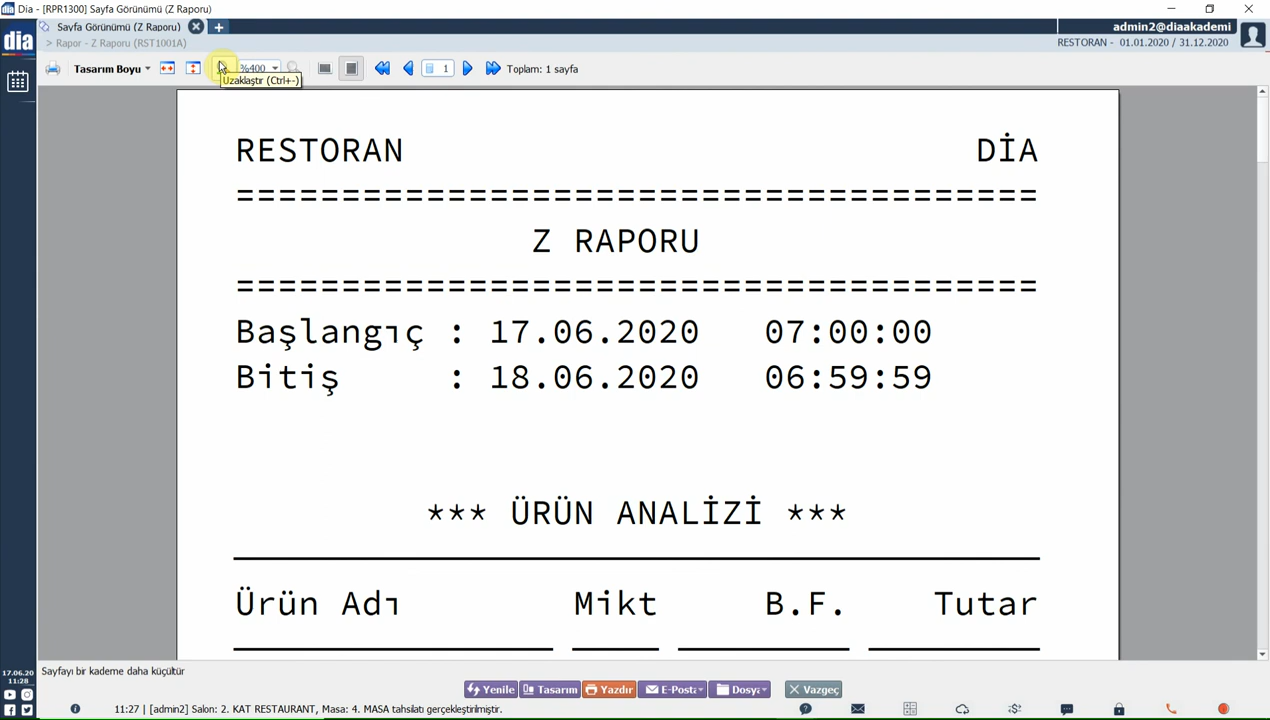 Dia - [RPR1300] Sayfa Görünümü (Z Raporu)
dia
Sayfa Görünümü (Z Raporu)
admin2@diaakademi
> Rapor - Z Raporu (RST1001A)
RESTORAN - 01.01.2020 / 31.12.2020
Tasarım Boyu
%400
1
Toplam: 1 sayfa
Uzaklaştır (Ctrl+-)
RESTORAN DİA
======================================
Z RAPORU
======================================
Başlangıç : 17.06.2020 07:00:00
Bitiş : 18.06.2020 06:59:59
*** ÜRÜN ANALİZİ ***
Ürün Adı Mikt B.F. Tutar
Sayfayı bir kademe daha küçültür
17.06.20
11:28
Yenile
Tasarım
Yazdır
E-Posta
Dosya
Vazgeç
11:27 | [admin2] Salon: 2. KAT RESTAURANT, Masa: 4. MASA tahsilatı gerçekleştirilmiştir.